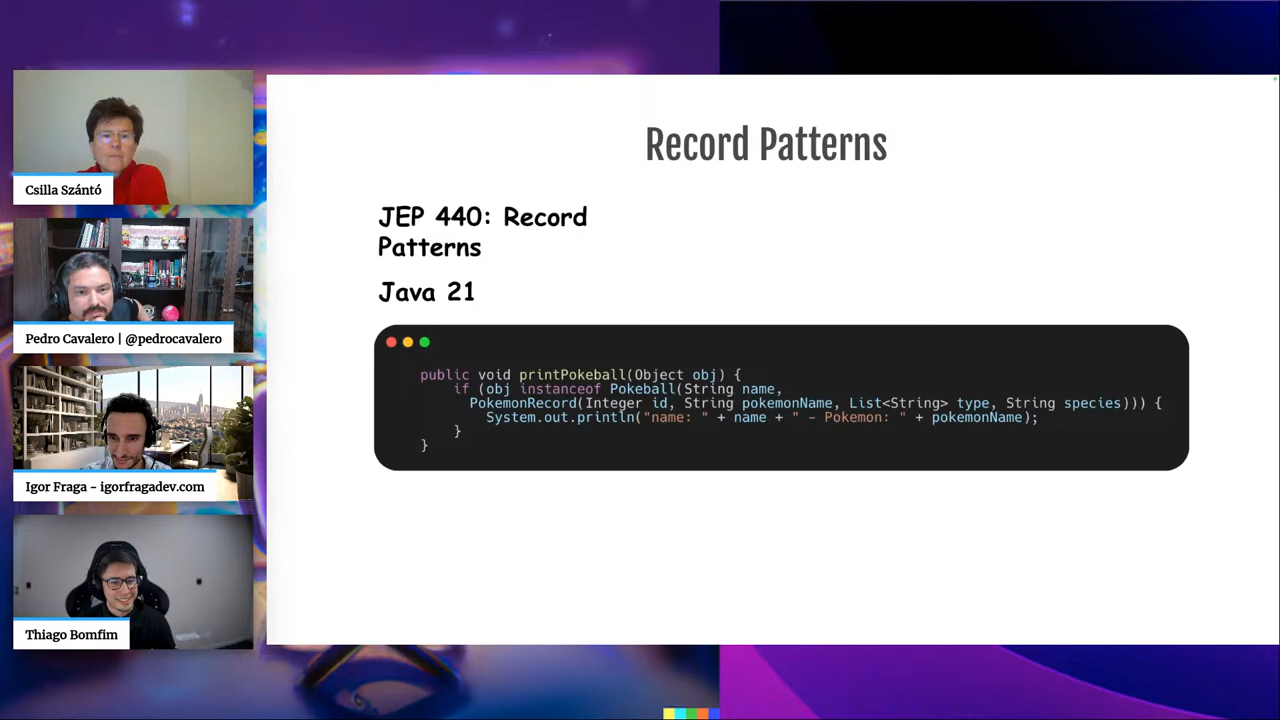 Record Patterns
JEP 440: Record
Patterns
Java 21
public void printPokeball(Object obj) {
if (obj instanceof Pokeball(String name,
PokemonRecord(Integer id, String pokemonName, List<String> type, String species))) {
System.out.println("name: " + name + " - Pokemon: " + pokemonName);
}
}
Csilla Szántó
Pedro Cavalero | @pedrocavalero
Igor Fraga - igorfragadev.com
Thiago Bomfim